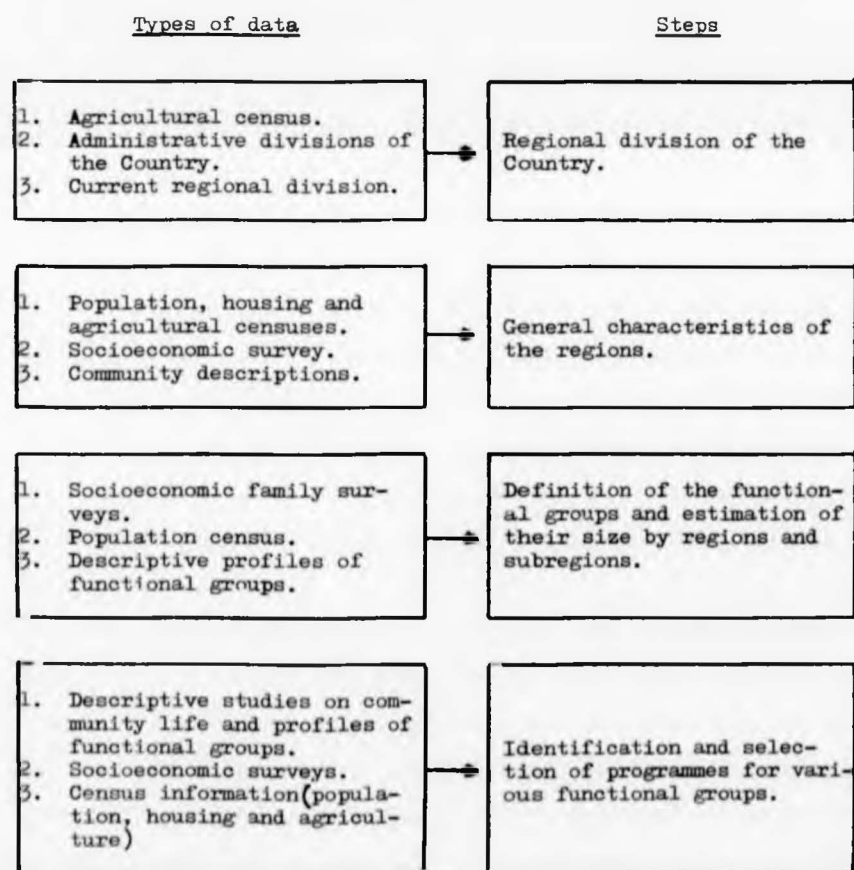 Types of data
Steps
1. Agricultural census.
2. Administrative divisions of
the Country.
3. Current regional division.
Regional division of the
Country.
1. Population, housing and
agricultural censuses.
2. Socioeconomic survey.
3. Community descriptions.
General characteristics of
the regions.
1. Socioeconomic family sur-
veys.
2. Population census.
3. Descriptive profiles of
functional groups.
Definition of the function-
al groups and estimation of
their size by regions and
subregions.
1. Descriptive studies on com-
munity life and profiles of
functional groups.
2. Socioeconomic surveys.
3. Census information(popula-
tion, housing and agricul-
ture)
Identification and selec-
tion of programmes for vari-
ous functional groups.